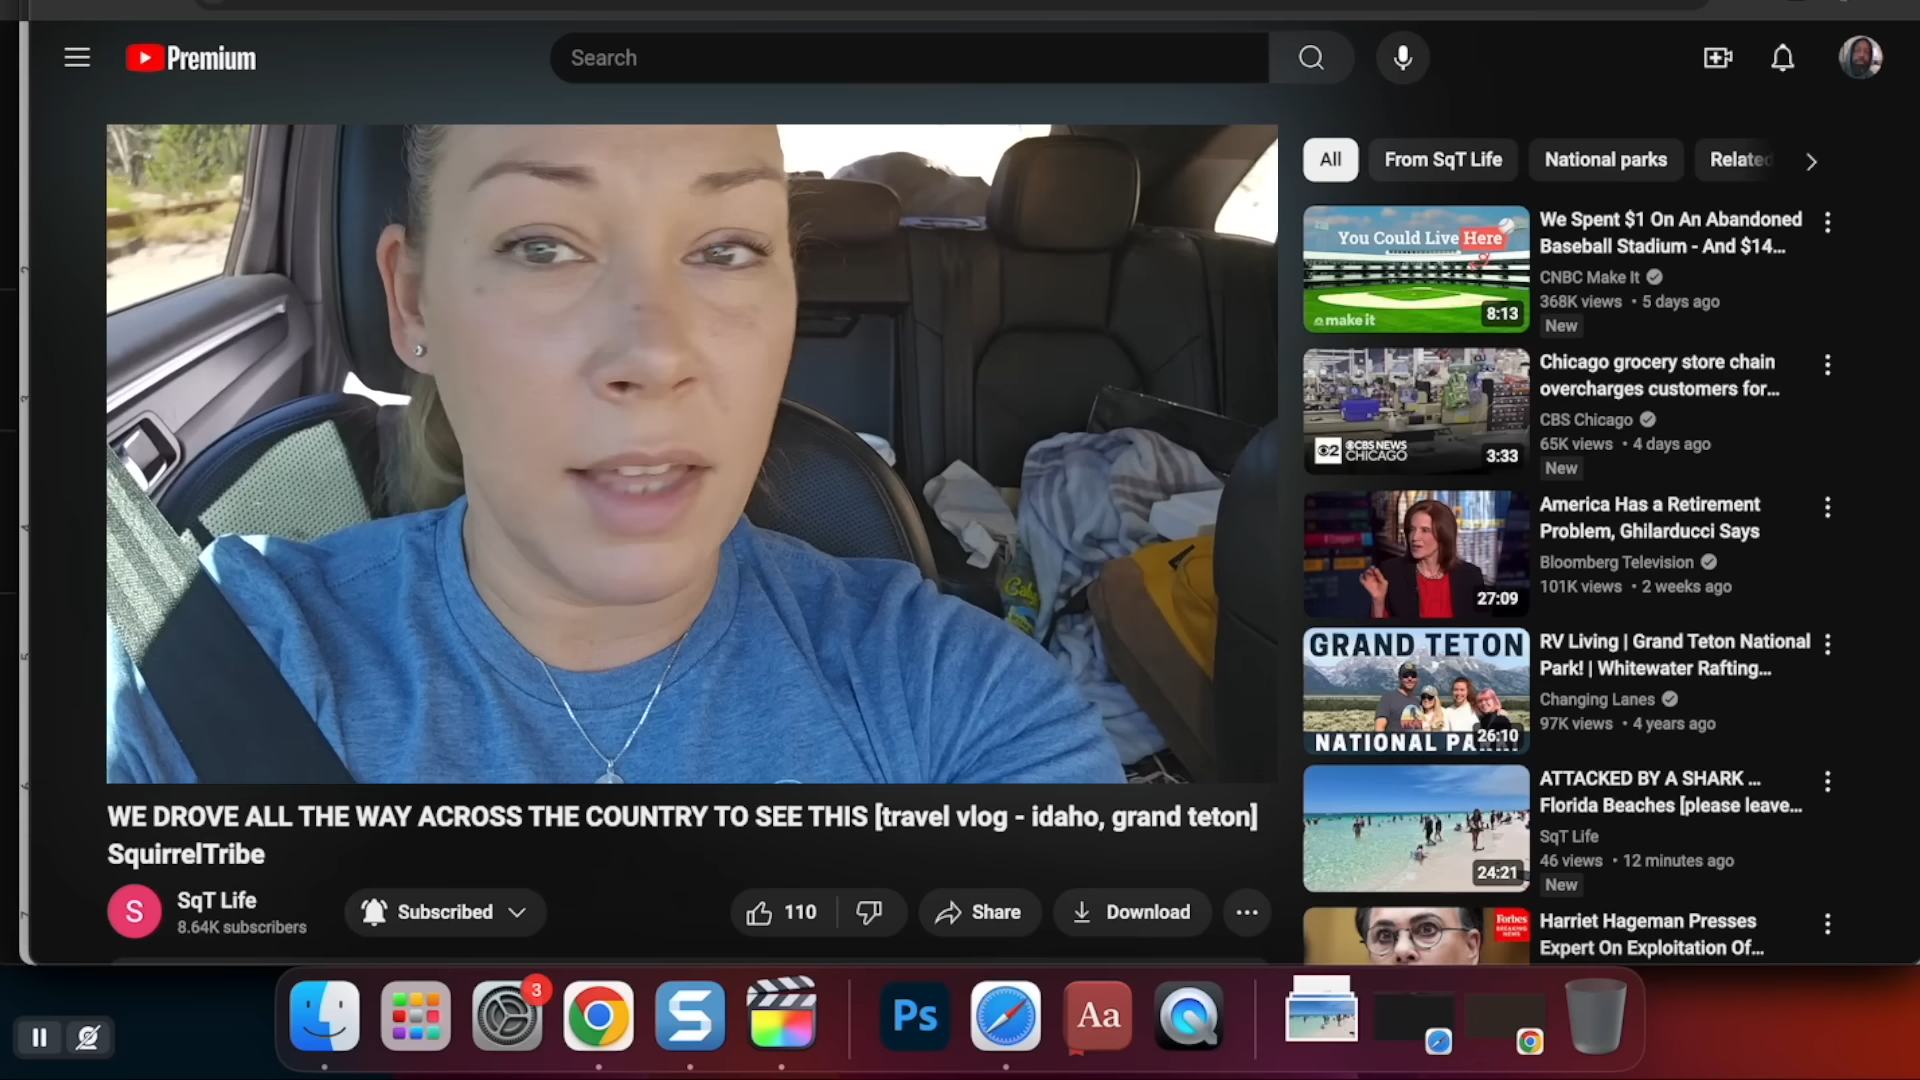 Premium
Search
All
From SqT Life
National parks
Related
You Could Live Here
make it
8:13
We Spent $1 On An Abandoned
Baseball Stadium - And $14...
CNBC Make It
368K views • 5 days ago
New
CBS NEWS
CHICAGO
3:33
Chicago grocery store chain
overcharges customers for...
CBS Chicago
65K views • 4 days ago
New
27:09
America Has a Retirement
Problem, Ghilarducci Says
Bloomberg Television
101K views • 2 weeks ago
GRAND TETON
NATIONAL PARK!
26:10
RV Living | Grand Teton National
Park! | Whitewater Rafting...
Changing Lanes
97K views • 4 years ago
24:21
ATTACKED BY A SHARK ...
Florida Beaches [please leave...
SqT Life
46 views • 12 minutes ago
New
Forbes
BREAKING
NEWS
Harriet Hageman Presses
Expert On Exploitation Of...
WE DROVE ALL THE WAY ACROSS THE COUNTRY TO SEE THIS [travel vlog - idaho, grand teton]
SquirrelTribe
S
SqT Life
8.64K subscribers
Subscribed
110
Share
Download
3
S
Ps
Aa